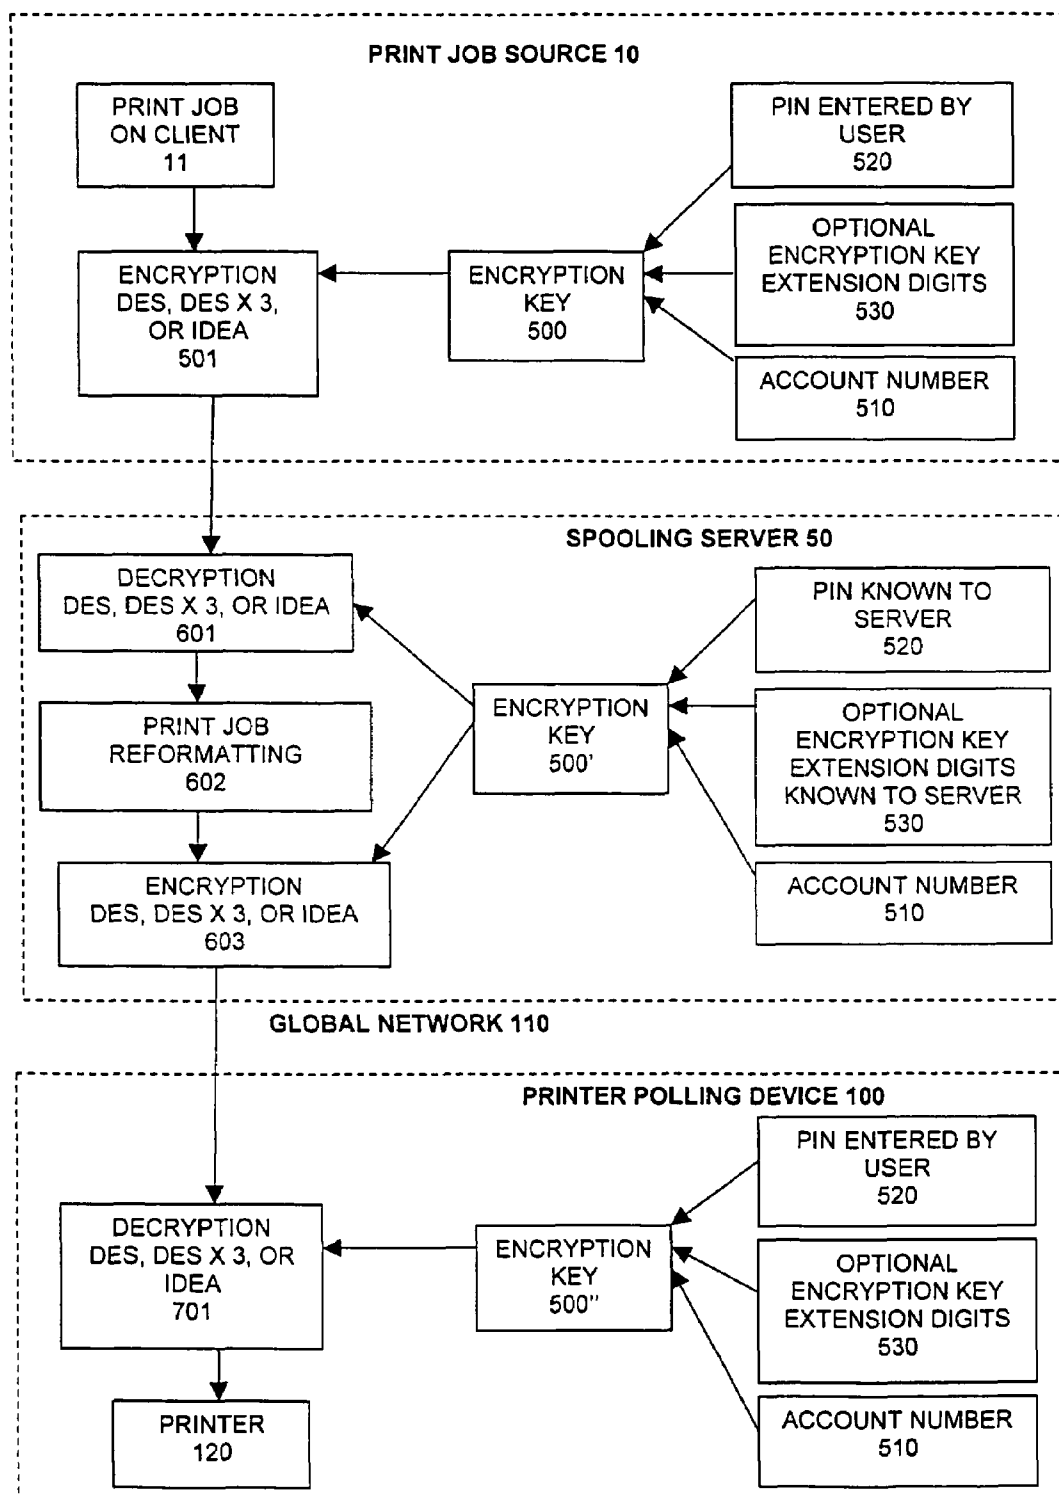 PRINT JOB SOURCE 10
PRINT JOB
ON CLIENT
11
PIN ENTERED BY
USER
520
ENCRYPTION
DES, DES X 3,
OR IDEA
501
ENCRYPTION
KEY
500
OPTIONAL
ENCRYPTION KEY
EXTENSION DIGITS
530
ACCOUNT NUMBER
510
SPOOLING SERVER 50
DECRYPTION
DES, DES X 3, OR IDEA
601
PIN KNOWN TO
SERVER
520
PRINT JOB
REFORMATTING
602
ENCRYPTION
KEY
500'
OPTIONAL
ENCRYPTION KEY
EXTENSION DIGITS
KNOWN TO SERVER
530
ENCRYPTION
DES, DES X 3, OR IDEA
603
ACCOUNT NUMBER
510
GLOBAL NETWORK 110
PRINTER POLLING DEVICE 100
PIN ENTERED BY
USER
520
DECRYPTION
DES, DES X 3, OR
IDEA
701
ENCRYPTION
KEY
500"
OPTIONAL
ENCRYPTION KEY
EXTENSION DIGITS
530
PRINTER
120
ACCOUNT NUMBER
510